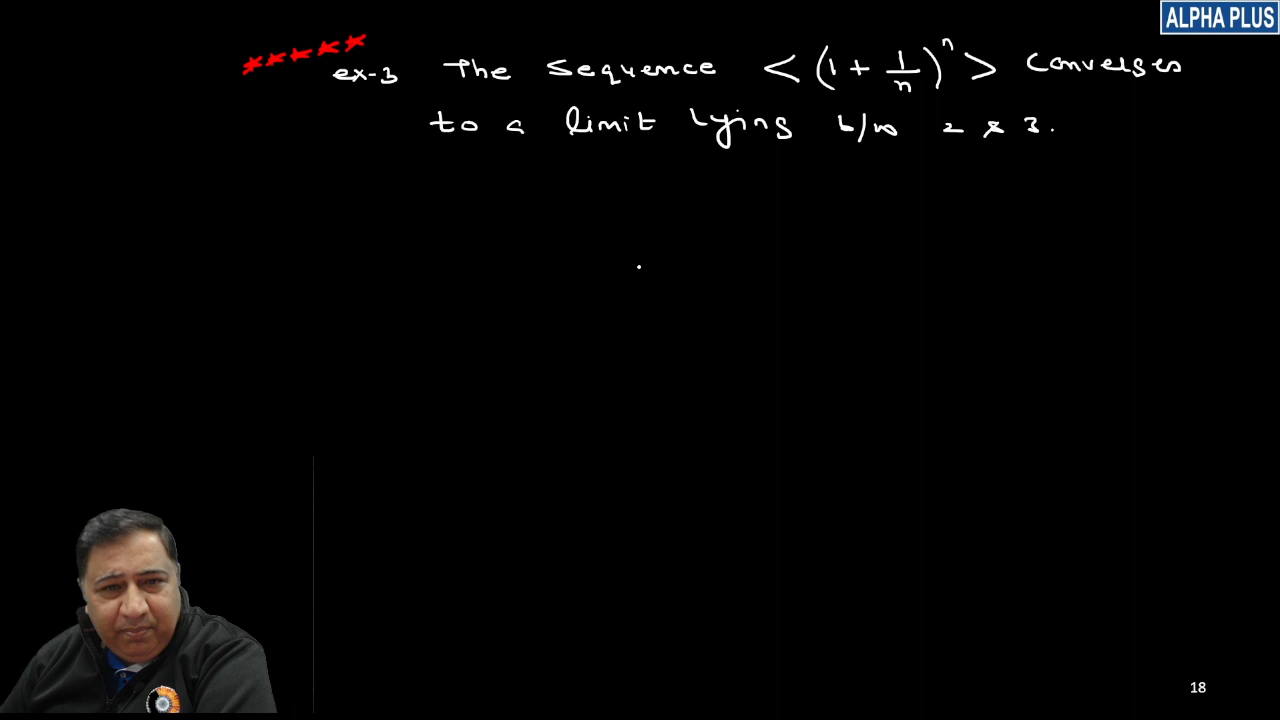 ALPHA PLUS
***** ex-3 The sequence <(1 + 1/n)^n> converges
to a limit lying b/w 2 & 3.
18